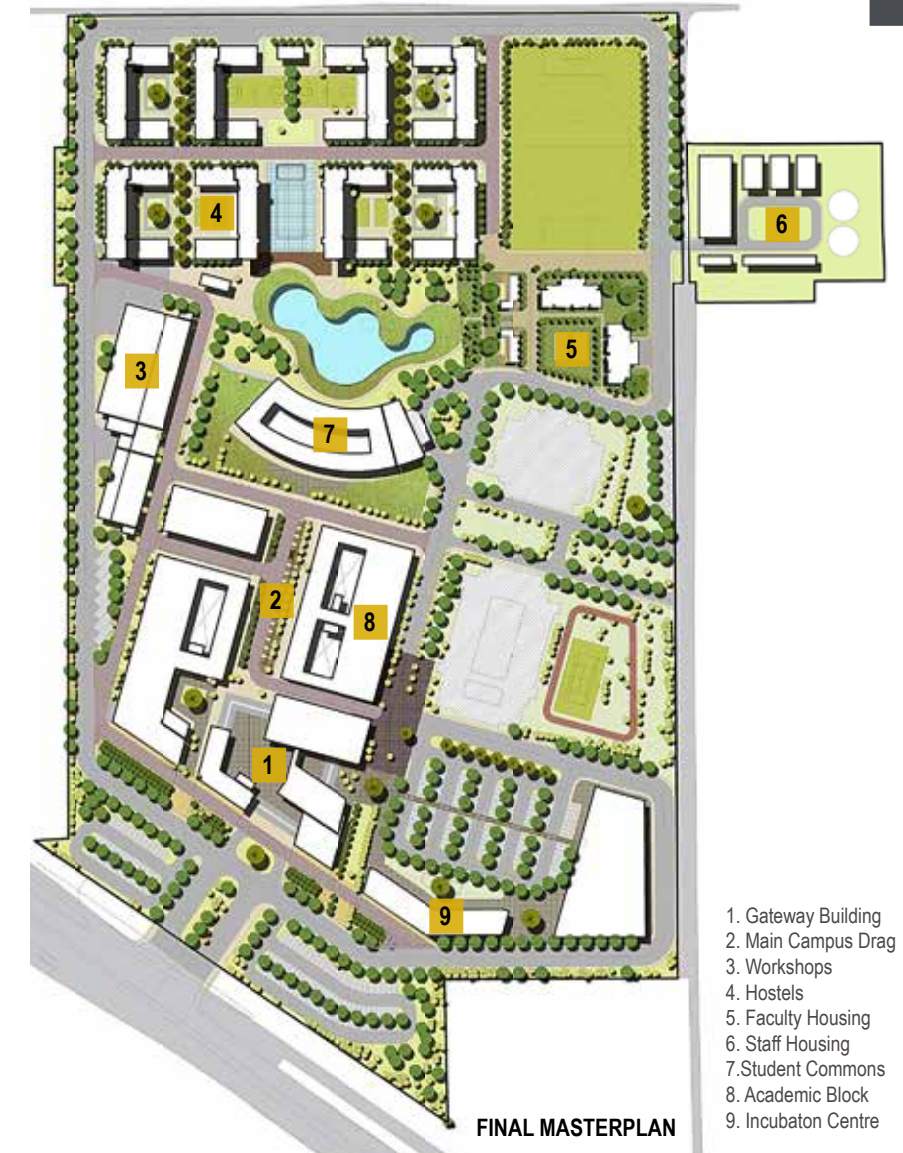 4
6
5
3
7
2
8
1
9
1. Gateway Building
2. Main Campus Drag
3. Workshops
4. Hostels
5. Faculty Housing
6. Staff Housing
7.Student Commons
8. Academic Block
9. Incubaton Centre
FINAL MASTERPLAN